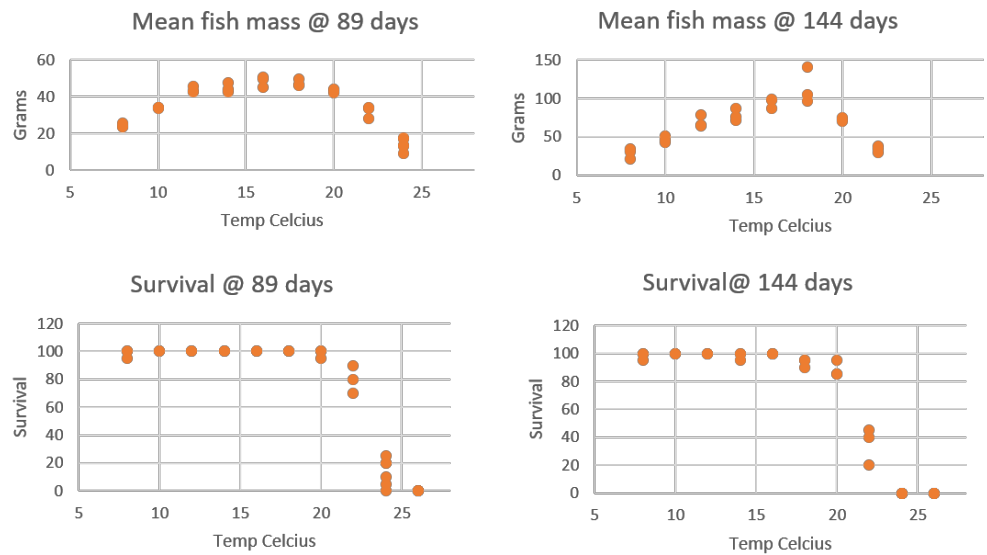 Mean fish mass @ 89 days
60
40
20
0
Grams
5 10 15 20 25
Temp Celcius
Mean fish mass @ 144 days
150
100
50
0
Grams
5 10 15 20 25
Temp Celcius
Survival @ 89 days
120
100
80
60
40
20
0
Survival
5 10 15 20 25
Temp Celcius
Survival@ 144 days
120
100
80
60
40
20
0
Survival
5 10 15 20 25
Temp Celcius